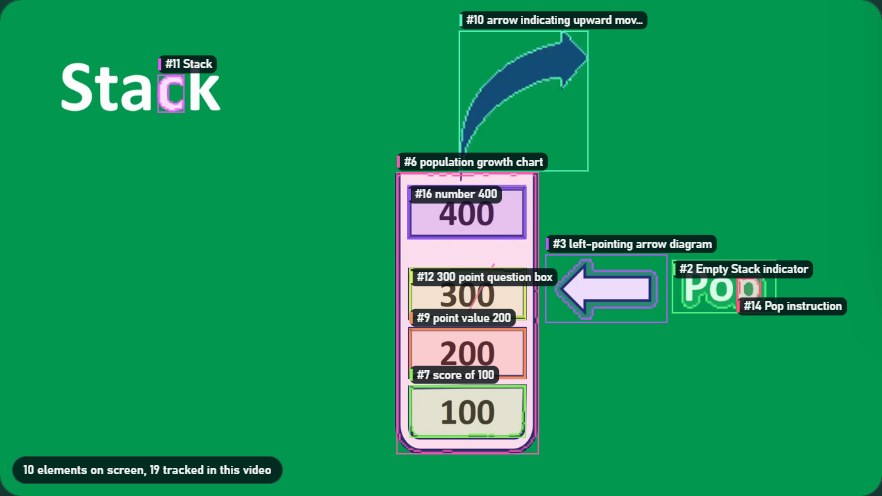 #10 arrow indicating upward mov...
#11 Stack
Stack
#6 population growth chart
#16 number 400
400
#3 left-pointing arrow diagram
#2 Empty Stack indicator
#12 300 point question box
300
Pop
#14 Pop instruction
#9 point value 200
200
#7 score of 100
100
10 elements on screen, 19 tracked in this video